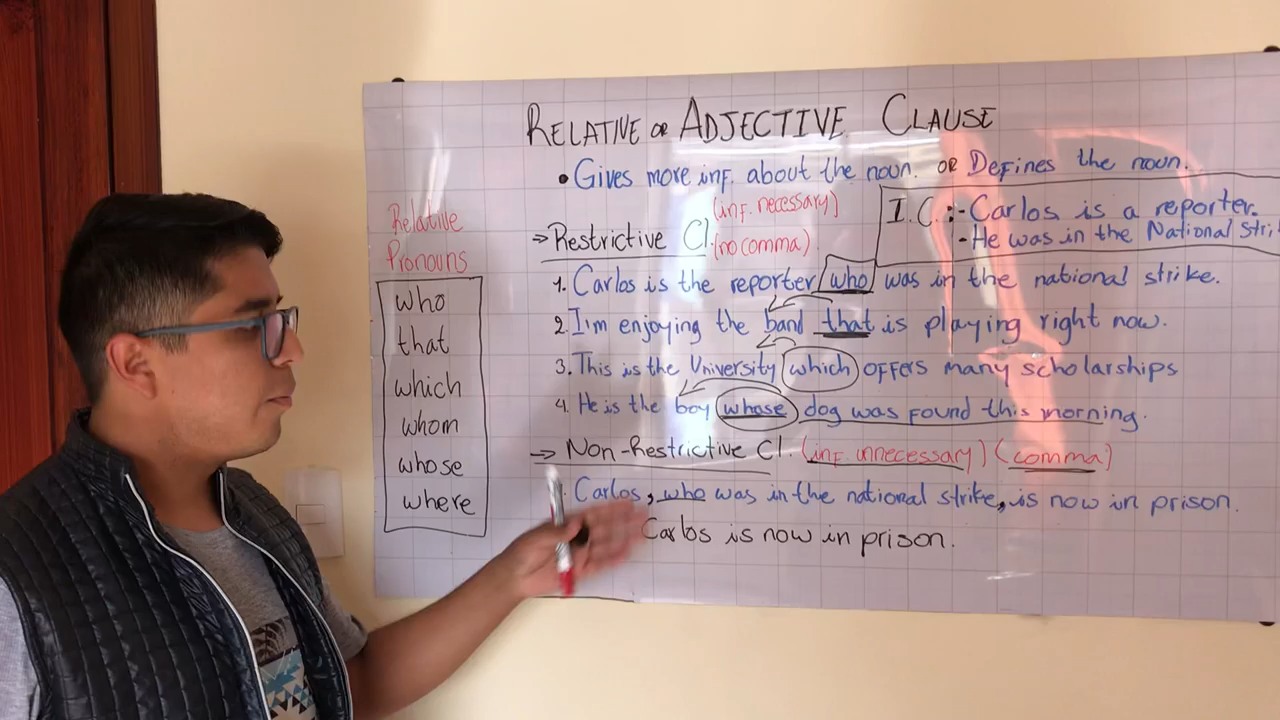 RELATIVE OR ADJECTIVE CLAUSE
• Gives more inf. about the noun. OR Defines the noun.
I.C.:- Carlos is a reporter.
- He was in the National Stri
Relative
Pronouns
who
that
which
whom
whose
where
⇒ Restrictive Cl. (inf. necessary)
(no comma)
1. Carlos is the reporter who was in the national strike.
2. I'm enjoying the band that is playing right now.
3. This is the University which offers many scholarships
4. He is the boy whose dog was found this morning.
⇒ Non-Restrictive Cl. (inf. unnecessary) (comma)
Carlos, who was in the national strike, is now in prison.
Carlos is now in prison.